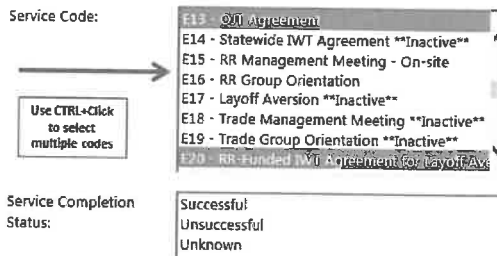 Service Code:
E13 - OJT Agreement
E14 - Statewide IWT Agreement **Inactive**
E15 - RR Management Meeting - On-site
E16 - RR Group Orientation
E17 - Layoff Aversion **Inactive**
E18 - Trade Management Meeting **Inactive**
E19 - Trade Group Orientation **Inactive**
E20 - RR-Funded IWT Agreement for Layoff Ave
Use CTRL+Click
to select
multiple codes
Service Completion
Status:
Successful
Unsuccessful
Unknown